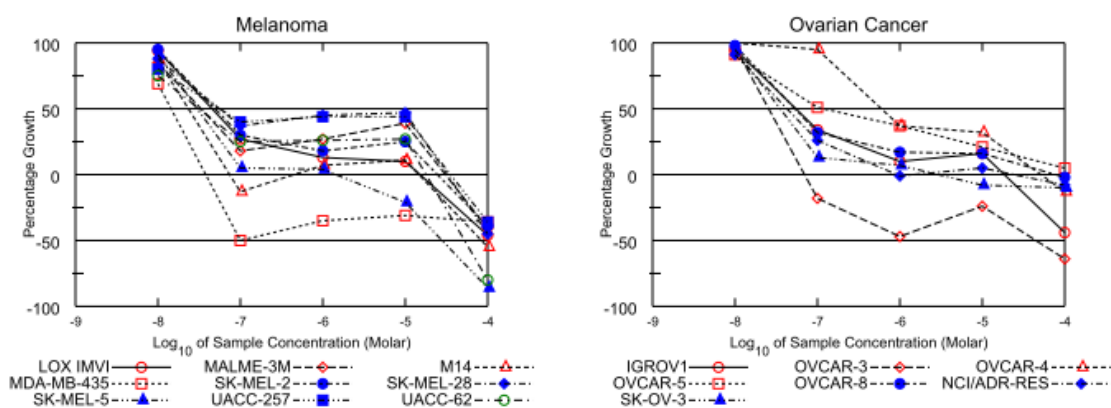 Melanoma
100
50
0
-50
-100
Percentage Growth
-9 -8 -7 -6 -5 -4
Log10 of Sample Concentration (Molar)
LOX IMVI MALME-3M M14
MDA-MB-435 SK-MEL-2 SK-MEL-28
SK-MEL-5 UACC-257 UACC-62
Ovarian Cancer
100
50
0
-50
-100
Percentage Growth
-9 -8 -7 -6 -5 -4
Log10 of Sample Concentration (Molar)
IGROV1 OVCAR-3 OVCAR-4
OVCAR-5 OVCAR-8 NCI/ADR-RES
SK-OV-3